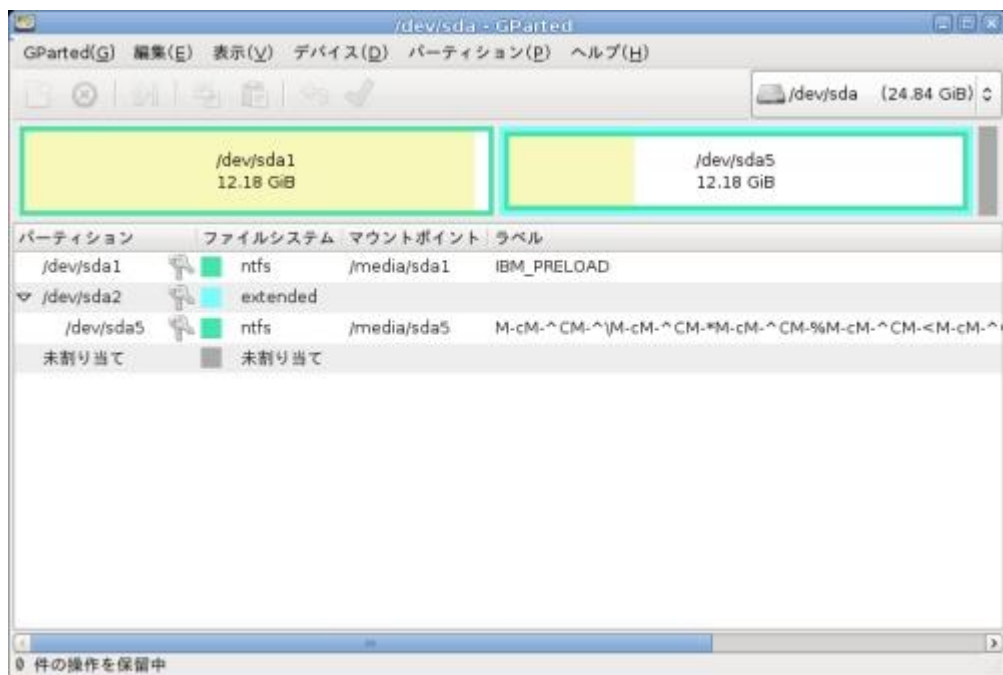 /dev/sda - GParted
GParted(G) 編集(E) 表示(V) デバイス(D) パーティション(P) ヘルプ(H)
/dev/sda (24.84 GiB)
/dev/sda1
12.18 GiB
/dev/sda5
12.18 GiB
パーティション ファイルシステム マウントポイント ラベル
/dev/sda1 ntfs /media/sda1 IBM_PRELOAD
/dev/sda2 extended
/dev/sda5 ntfs /media/sda5 M-cM-^CM-^\M-cM-^CM-*M-cM-^CM-%M-cM-^CM-<M-cM-^
未割り当て 未割り当て
0 件の操作を保留中